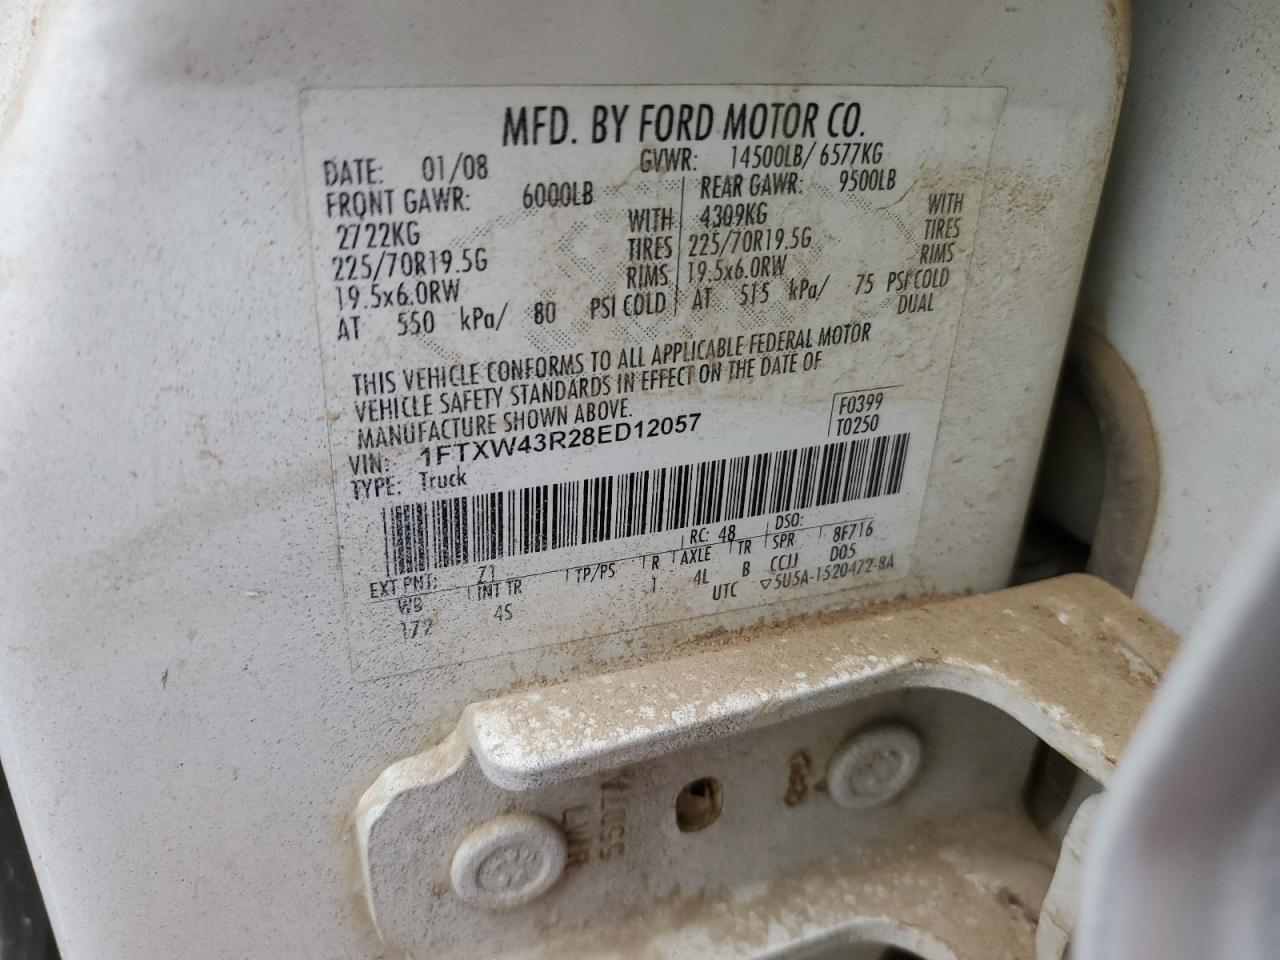 MFD. BY FORD MOTOR CO.
DATE: 01/08 GVWR: 14500LB/ 6577KG
FRONT GAWR: 6000LB REAR GAWR: 9500LB
2722KG WITH 4309KG WITH
225/70R19.5G TIRES 225/70R19.5G TIRES
19.5x6.0RW RIMS 19.5x6.0RW RIMS
AT 550 kPa/ 80 PSI COLD AT 515 kPa/ 75 PSI COLD
DUAL
THIS VEHICLE CONFORMS TO ALL APPLICABLE FEDERAL MOTOR
VEHICLE SAFETY STANDARDS IN EFFECT ON THE DATE OF
MANUFACTURE SHOWN ABOVE.
F0399
VIN: 1FTXW43R28ED12057
T0250
TYPE: Truck
RC: 48 DSO:
EXT PNT: Z1
WB INT TR TP/PS R AXLE TR SPR 8F716
172 4S J 4L B CCJJ D05
UTC ▽5U5A-1520472-8A